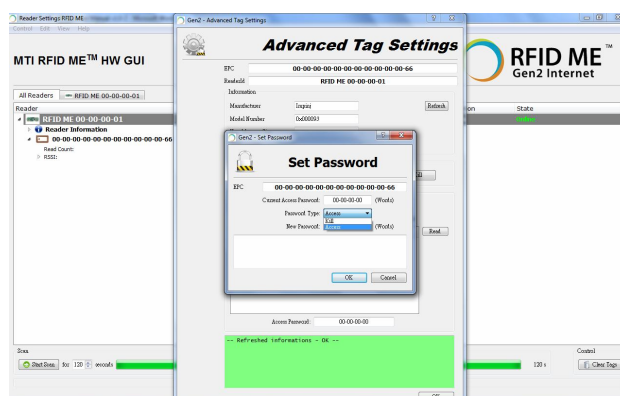 Reader Settings RFID ME
Control Edit View Help
MTI RFID ME™ HW GUI
All Readers
RFID ME 00-00-00-01
Reader
RFID ME 00-00-00-01
Reader Information
00-00-00-00-00-00-00-00-00-00-00-66
Read Count:
RSSI:
Scan
Start Scan for 120 seconds
Gen2 - Advanced Tag Settings
Advanced Tag Settings
EPC 00-00-00-00-00-00-00-00-00-00-00-66
ReaderId RFID ME 00-00-00-01
Information
Manufacturer Impinj Refresh
Model Number 0x000093
Gen2 - Set Password
Set Password
EPC 00-00-00-00-00-00-00-00-00-00-00-66
Current Access Password: 00-00-00-00 (Words)
Password Type: Access
Kill
Access
New Password: (Words)
OK Cancel
Read
Access Password: 00-00-00-00
-- Refreshed informations - OK --
OK
RFID ME™
Gen2 Internet
State
Online
120 s
Control
Clear Tags